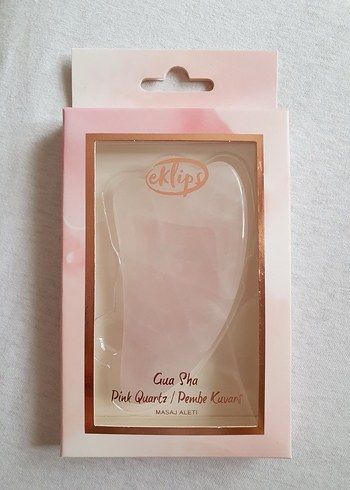 eklips
Gua Sha
Pink Quartz / Pembe Kuvars
MASAJ ALETİ